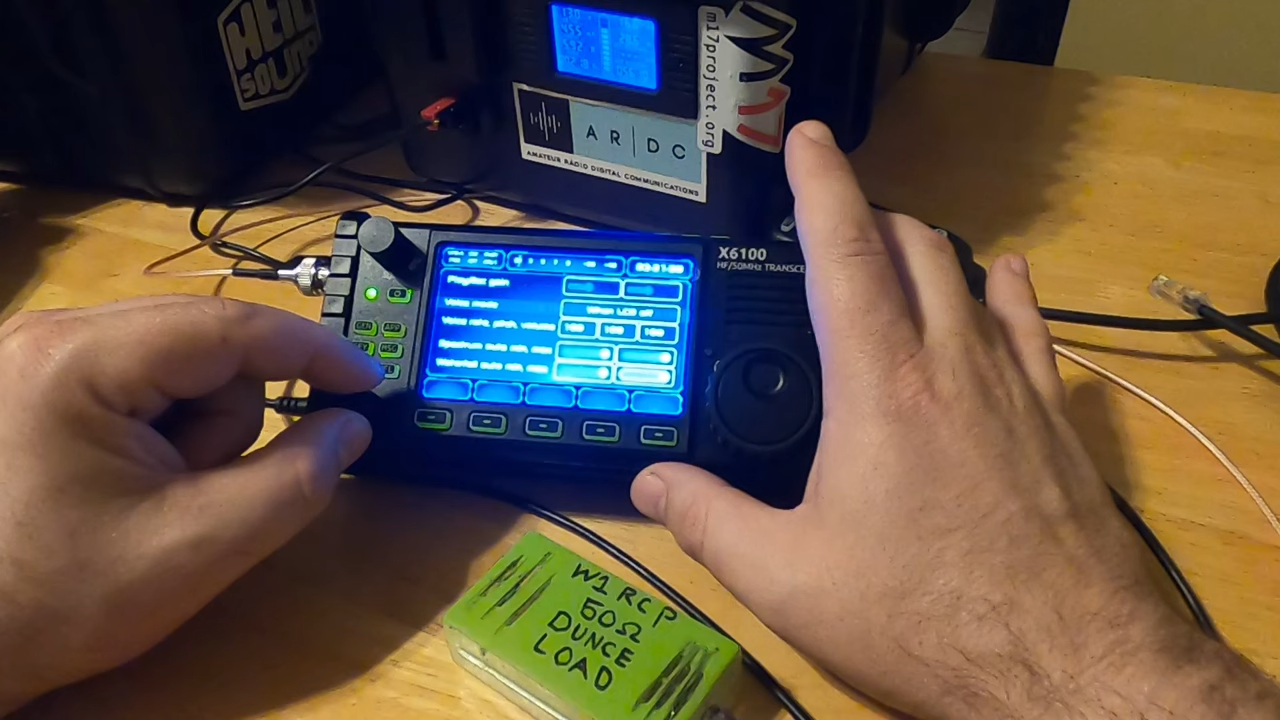 HEIL
SOUND
m17project.org
M17
AR|DC
AMATEUR RADIO DIGITAL COMMUNICATIONS
X6100
HF/50MHz TRANSCE
GEN
APP
MSG
Playback gain
Voice mode
When LCD off
Voice rate, pitch, volume
100
100
100
Spectrum auto min, max
Waterfall auto min, max
W1RCP
50Ω
DUNCE
LOAD